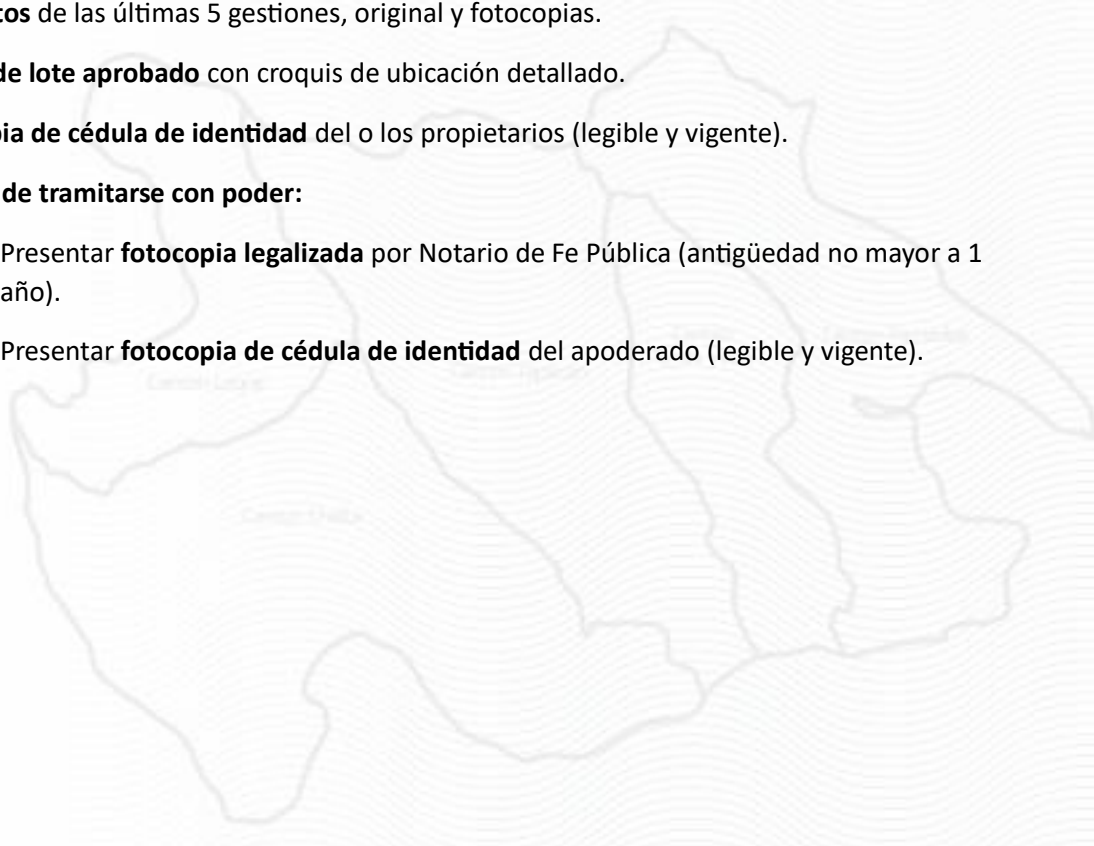 tos de las últimas 5 gestiones, original y fotocopias.
de lote aprobado con croquis de ubicación detallado.
ia de cédula de identidad del o los propietarios (legible y vigente).
de tramitarse con poder:
Presentar fotocopia legalizada por Notario de Fe Pública (antigüedad no mayor a 1
año).
Presentar fotocopia de cédula de identidad del apoderado (legible y vigente).